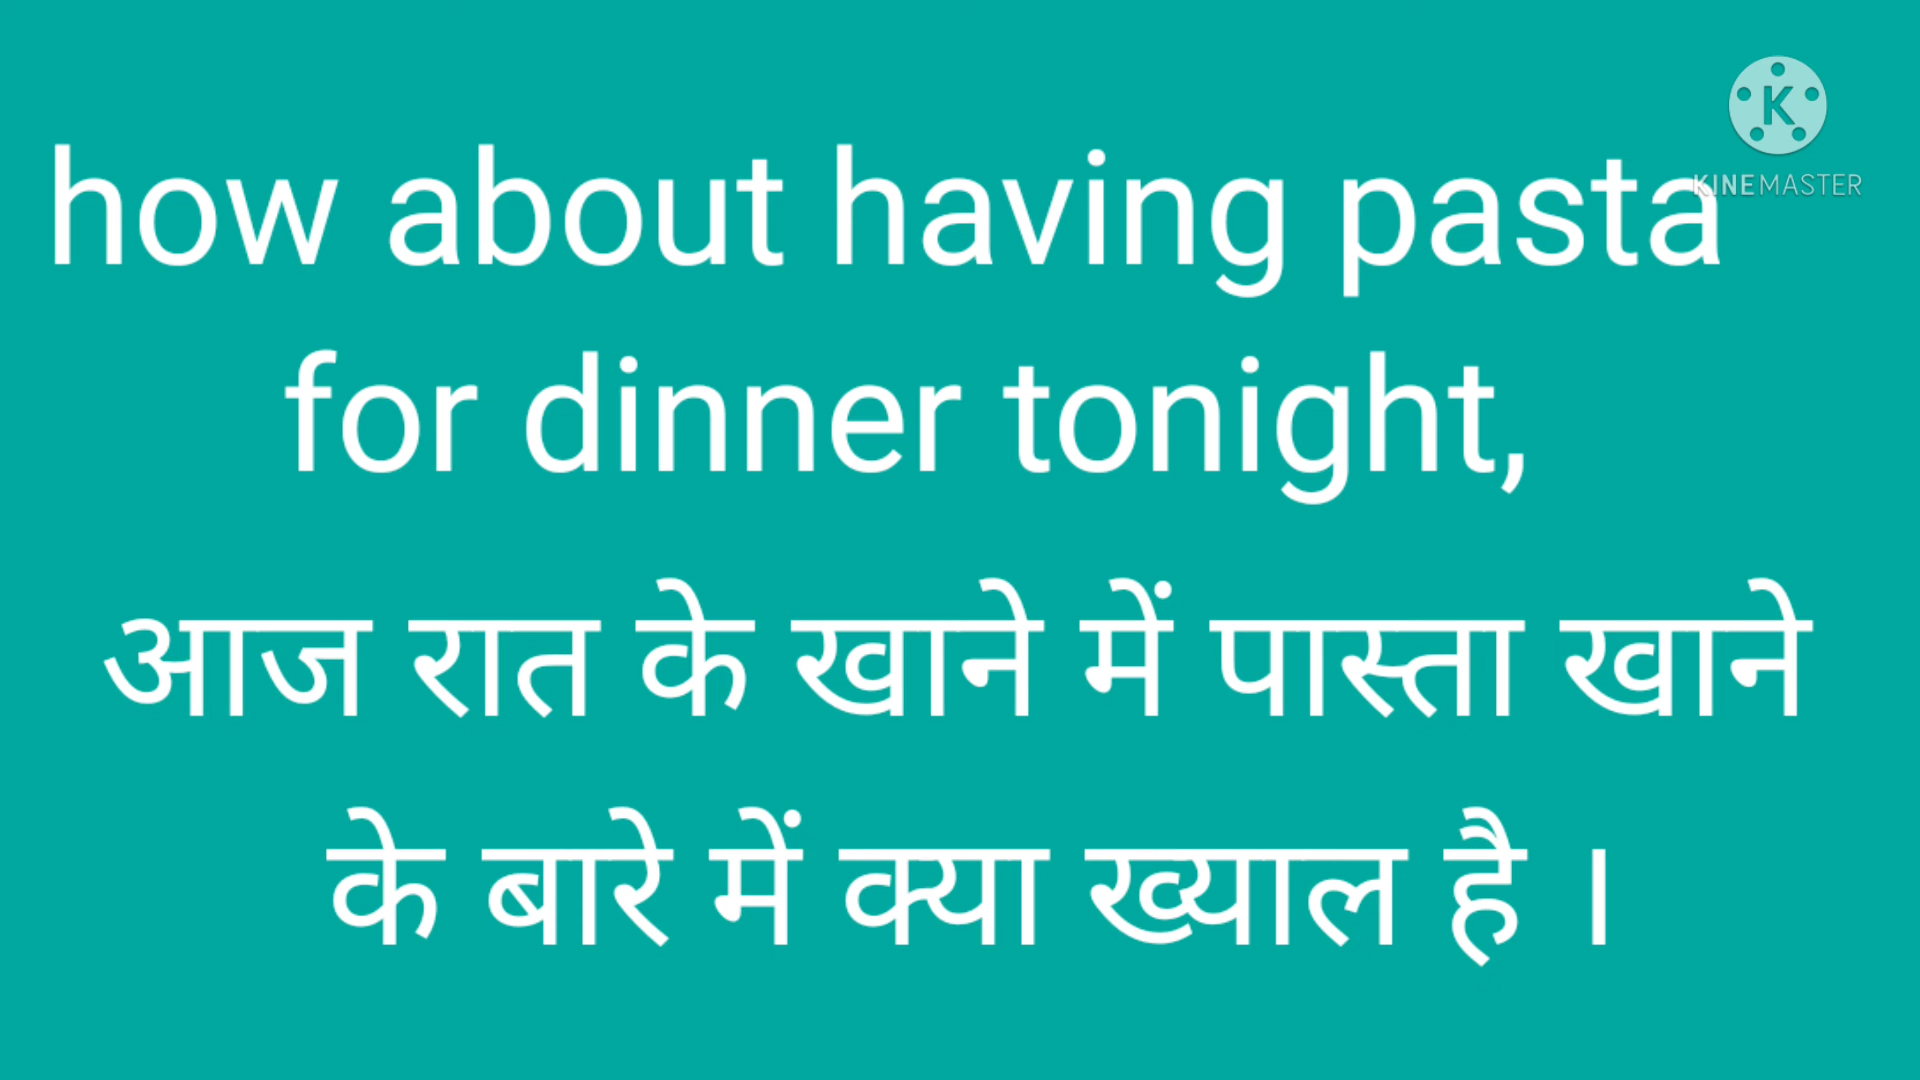 K
KINEMASTER
how about having pasta
for dinner tonight,
आज रात के खाने में पास्ता खाने
के बारे में क्या ख्याल है ।